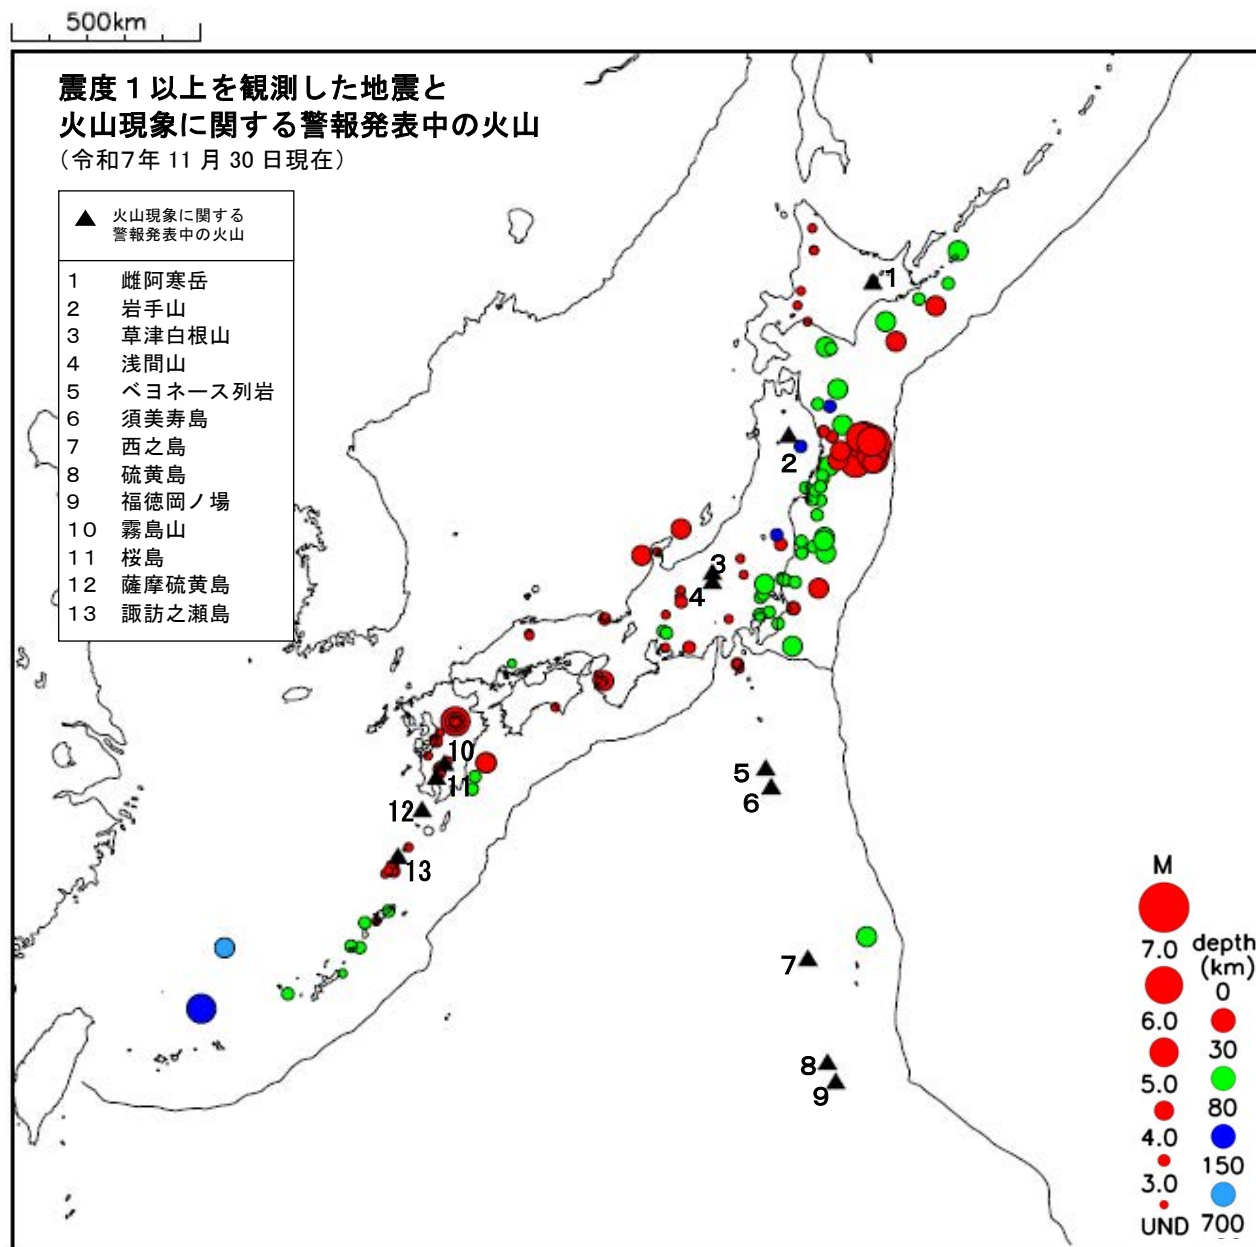 500km
震度１以上を観測した地震と
火山現象に関する警報発表中の火山
（令和７年 11 月 30 日現在）
▲ 火山現象に関する
警報発表中の火山
1 雌阿寒岳
2 岩手山
3 草津白根山
4 浅間山
5 ベヨネース列岩
6 須美寿島
7 西之島
8 硫黄島
9 福徳岡ノ場
10 霧島山
11 桜島
12 薩摩硫黄島
13 諏訪之瀬島
1
2
3
4
10
11
12
13
5
6
7
8
9
M
7.0
6.0
5.0
4.0
3.0
UND
depth
(km)
0
30
80
150
700